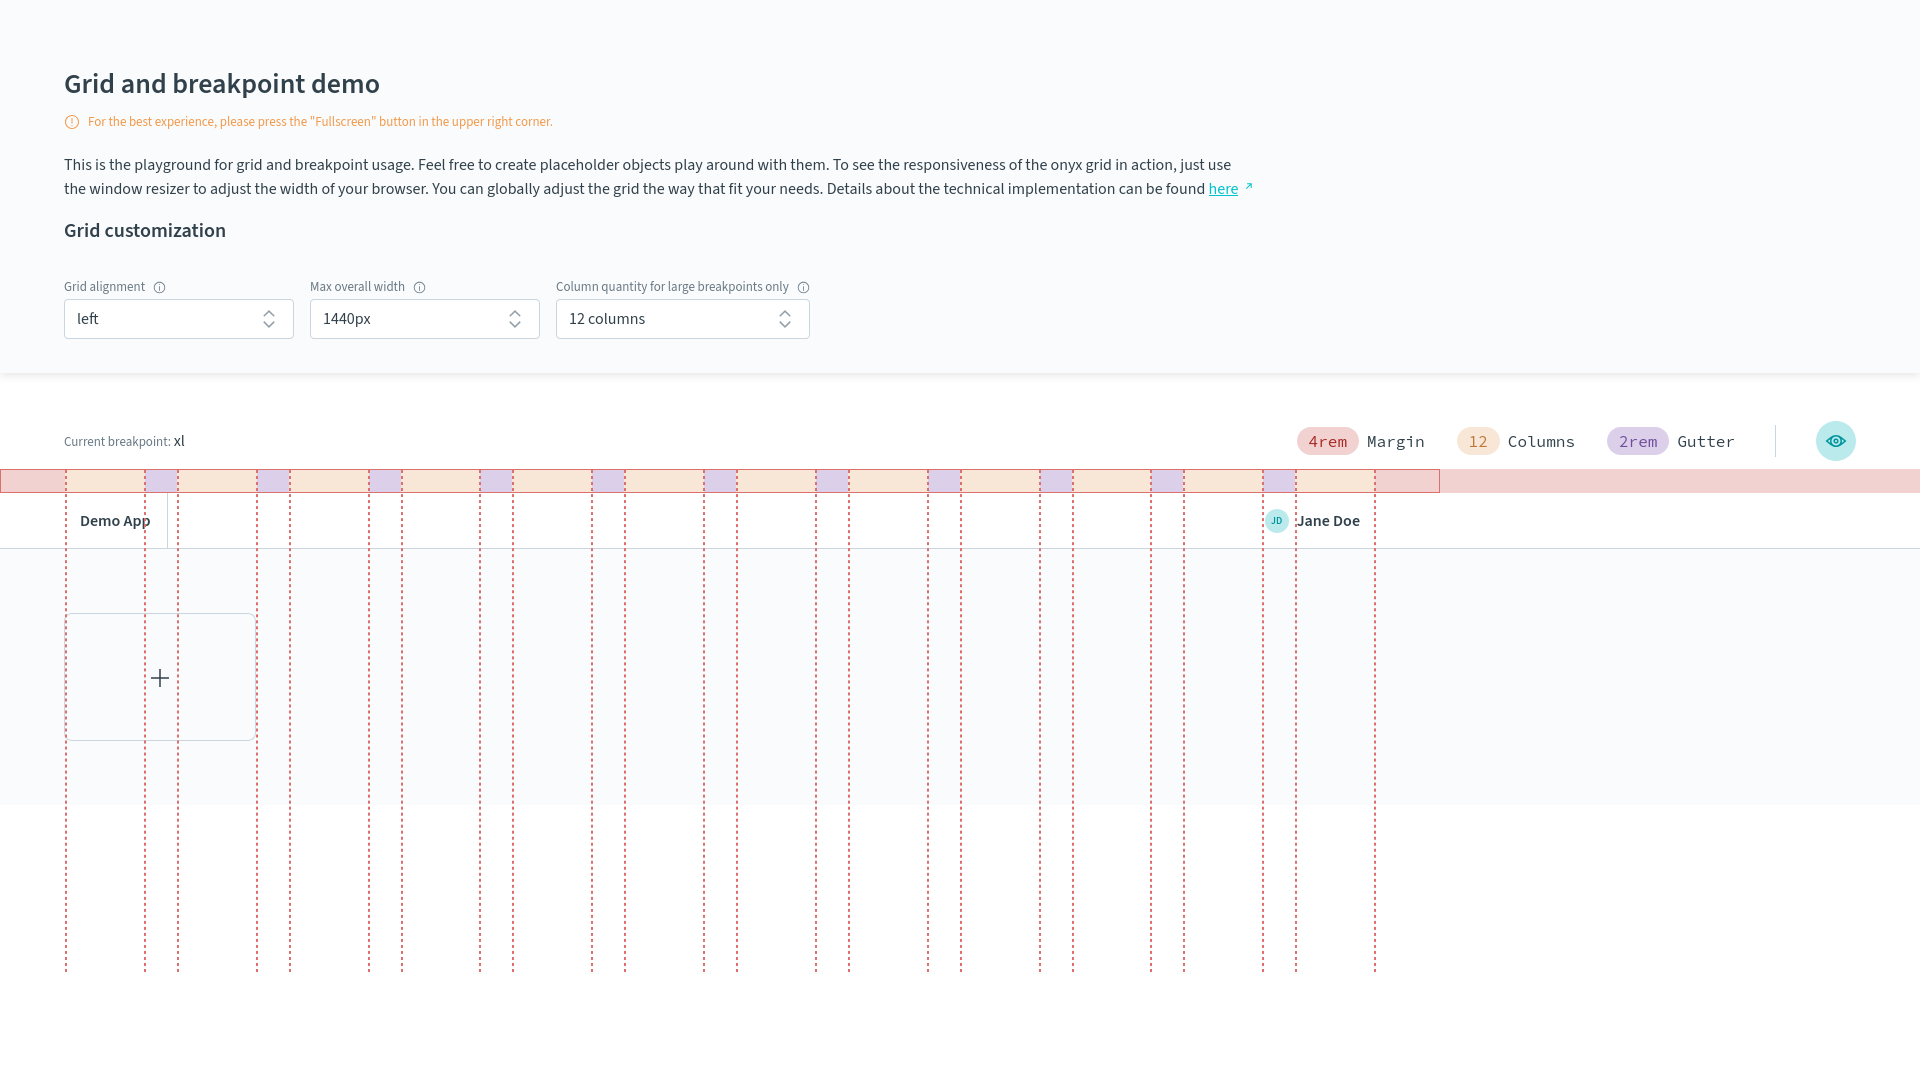 Grid and breakpoint demo
For the best experience, please press the "Fullscreen" button in the upper right corner.
This is the playground for grid and breakpoint usage. Feel free to create placeholder objects play around with them. To see the responsiveness of the onyx grid in action, just use
the window resizer to adjust the width of your browser. You can globally adjust the grid the way that fit your needs. Details about the technical implementation can be found here
Grid customization
Grid alignment
Max overall width
Column quantity for large breakpoints only
left
1440px
12 columns
Current breakpoint: xl
4rem Margin
12 Columns
2rem Gutter
Demo App
JD Jane Doe